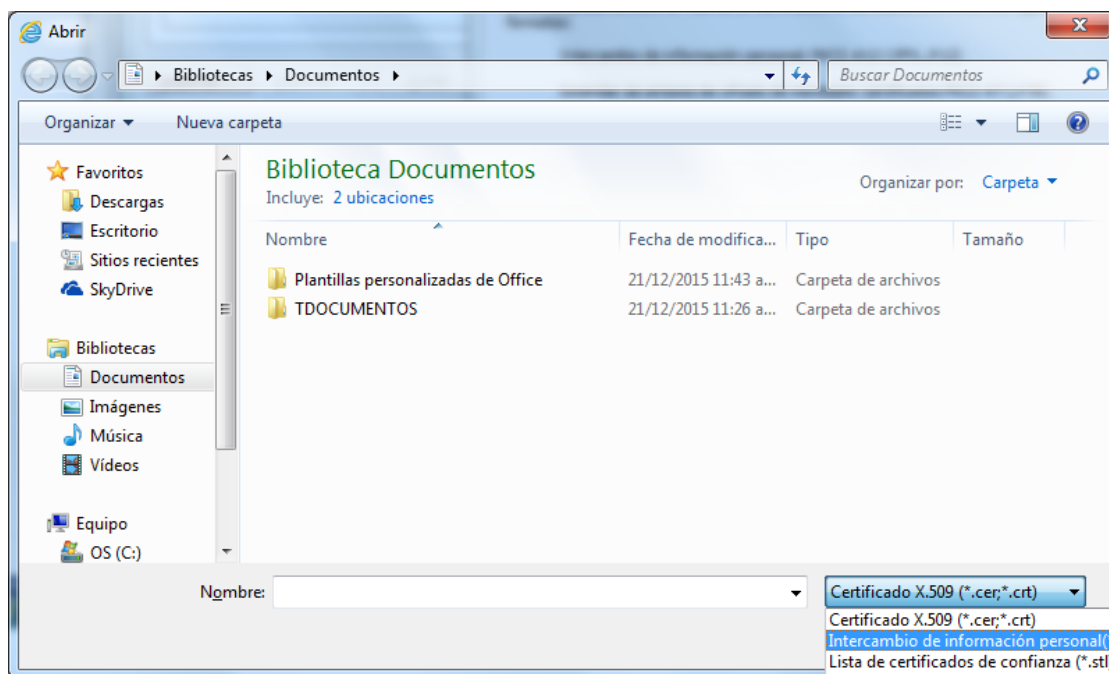 Abrir
Bibliotecas Documentos
Buscar Documentos
Organizar Nueva carpeta
Favoritos
Descargas
Escritorio
Sitios recientes
SkyDrive
Bibliotecas
Documentos
Imágenes
Música
Vídeos
Equipo
OS (C:)
Biblioteca Documentos
Incluye: 2 ubicaciones
Organizar por: Carpeta
Nombre Fecha de modifica... Tipo Tamaño
Plantillas personalizadas de Office 21/12/2015 11:43 a... Carpeta de archivos
TDOCUMENTOS 21/12/2015 11:26 a... Carpeta de archivos
Nombre:
Certificado X.509 (*.cer;*.crt)
Certificado X.509 (*.cer;*.crt)
Intercambio de información personal(
Lista de certificados de confianza (*.stl